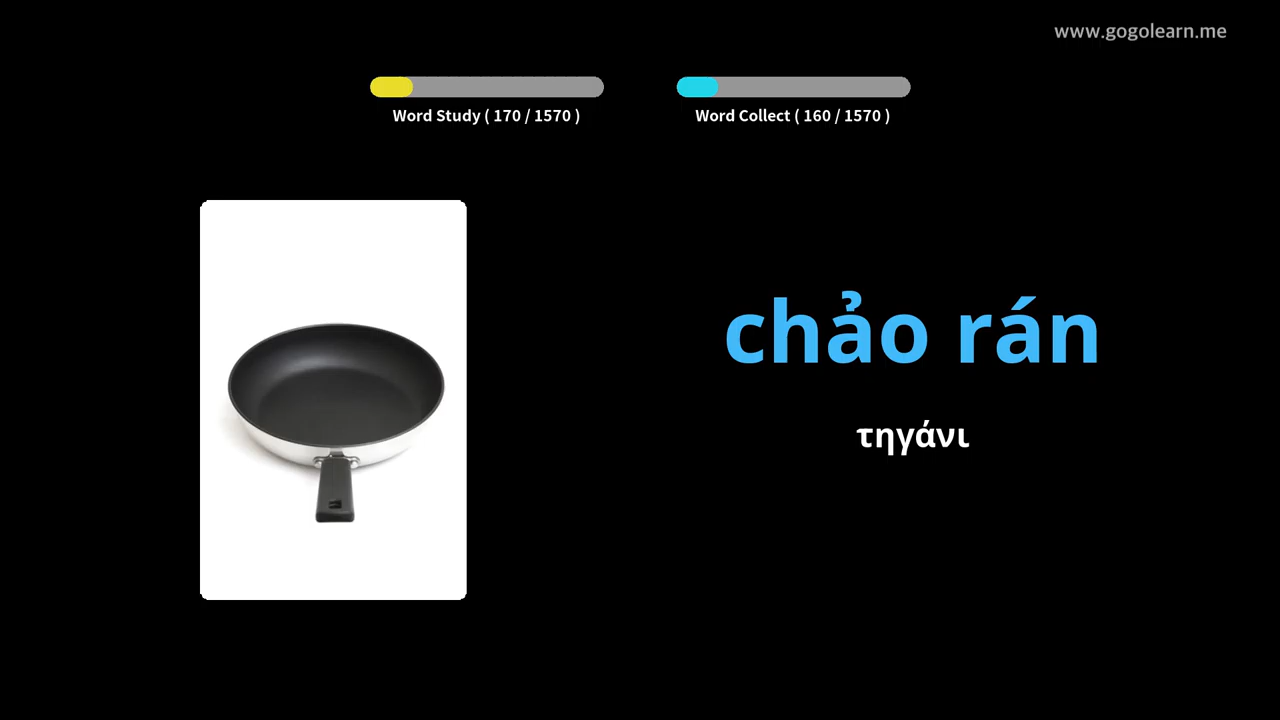 www.gogolearn.me
Word Study ( 170 / 1570 )
Word Collect ( 160 / 1570 )
chảo rán
τηγάνι